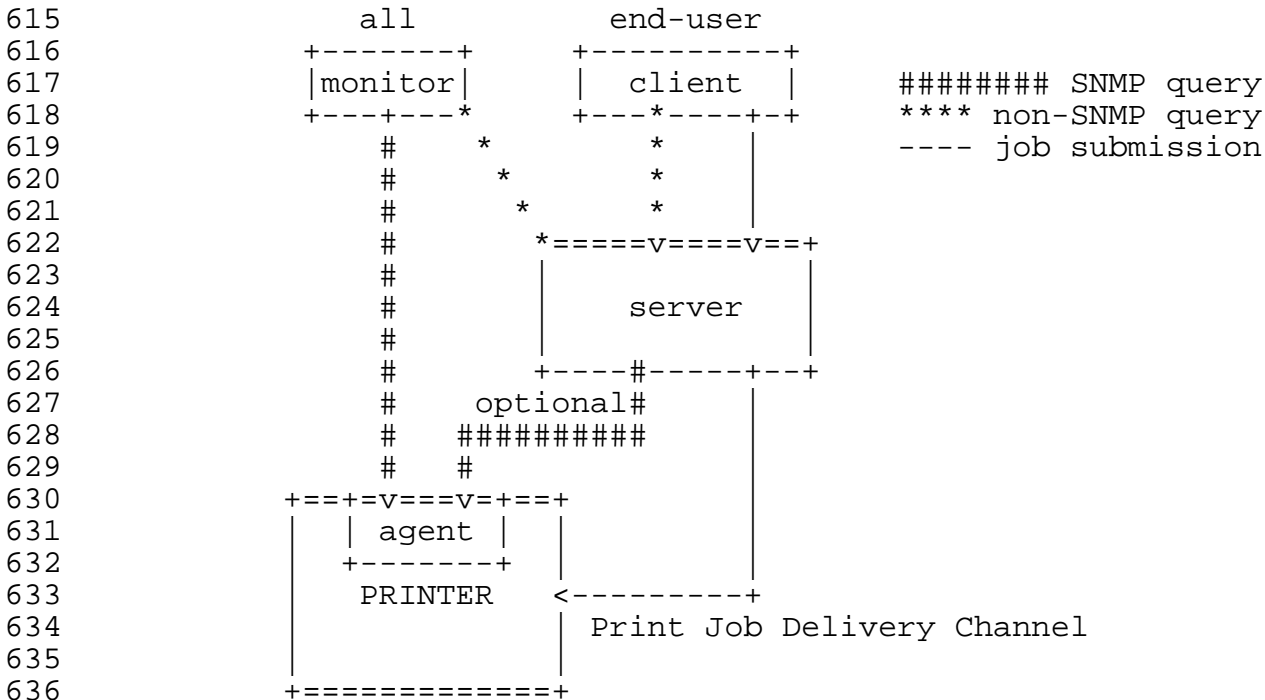 615                    all             end-user
616                 +-------+      +----------+
617                 |monitor|      |  client  |      ######## SNMP query
618                 +---+---*      +---*----+-+      **** non-SNMP query
619                     #    *         *    |        ---- job submission
620                     #     *        *    |
621                     #      *       *    |
622                     #       *=====v====v==+
623                     #       |             |
624                     #       |    server   |
625                     #       |             |
626                     #       +----#-----+--+
627                     #   optional#     |
628                     #   ##########     |
629                     #   #              |
630                +==+=v===v=+==+         |
631                |  | agent |  |         |
632                |  +-------+  |         |
633                |   PRINTER   <---------+
634                |             | Print Job Delivery Channel
635                |             |
636                +=============+